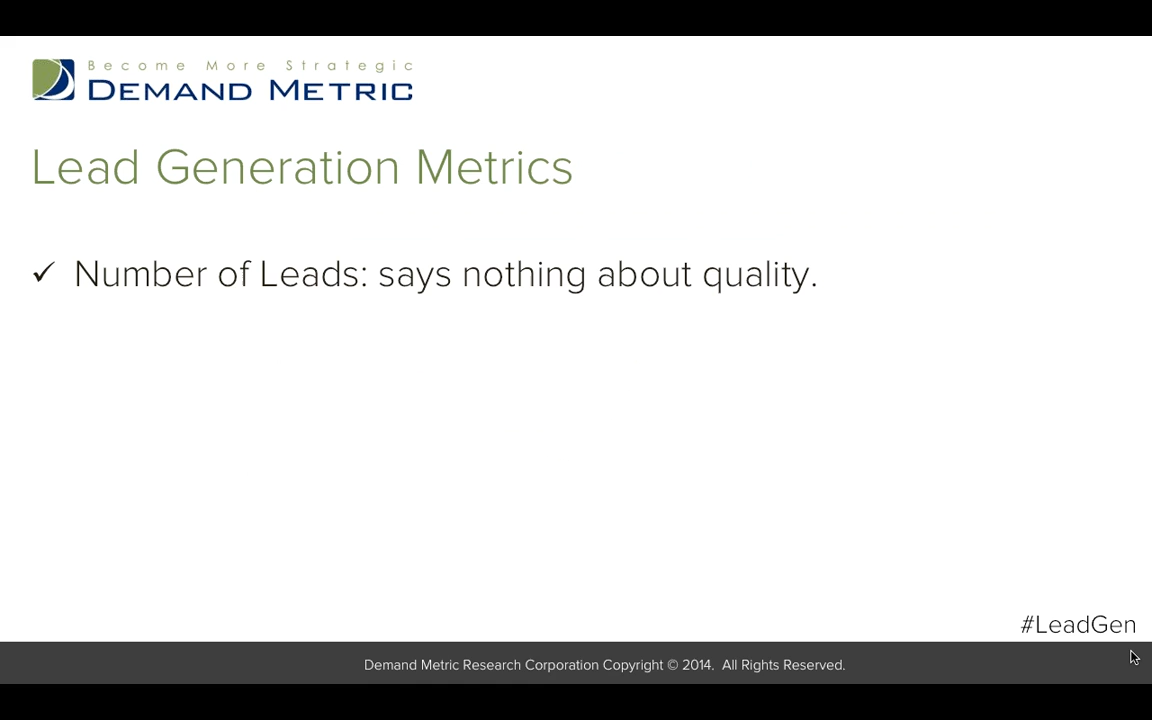 Become More Strategic
DEMAND METRIC
Lead Generation Metrics
✓ Number of Leads: says nothing about quality.
#LeadGen
Demand Metric Research Corporation Copyright © 2014. All Rights Reserved.